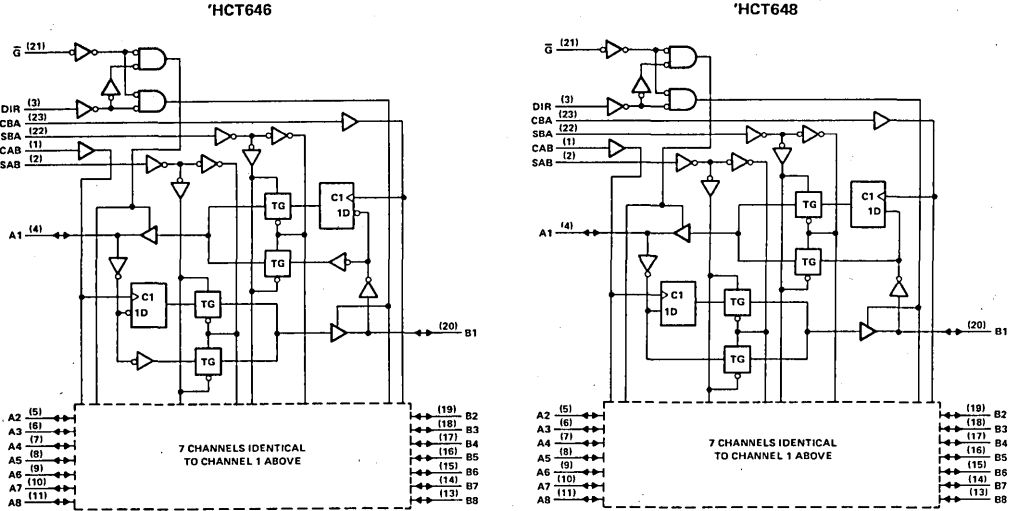 'HCT646
G̅ (21)
DIR (3)
CBA (23)
SBA (22)
CAB (1)
SAB (2)
TG
C1
1D
A1 (4)
TG
C1
1D
TG
(20) B1
TG
A2 (5)
A3 (6)
A4 (7)
A5 (8)
A6 (9)
A7 (10)
A8 (11)
7 CHANNELS IDENTICAL
TO CHANNEL 1 ABOVE
(19) B2
(18) B3
(17) B4
(16) B5
(15) B6
(14) B7
(13) B8
'HCT648
G̅ (21)
DIR (3)
CBA (23)
SBA (22)
CAB (1)
SAB (2)
TG
C1
1D
A1 (4)
TG
C1
1D
TG
(20) B1
TG
A2 (5)
A3 (6)
A4 (7)
A5 (8)
A6 (9)
A7 (10)
A8 (11)
7 CHANNELS IDENTICAL
TO CHANNEL 1 ABOVE
(19) B2
(18) B3
(17) B4
(16) B5
(15) B6
(14) B7
(13) B8